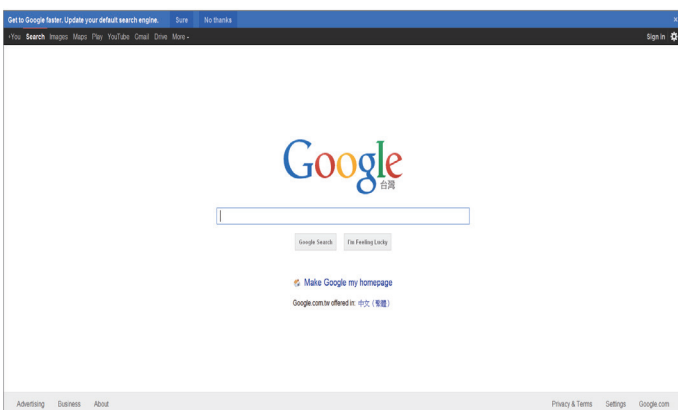 Get to Google faster. Update your default search engine. Sure No thanks x
+You Search Images Maps Play YouTube Gmail Drive More Sign in
Google
台灣
Google Search I'm Feeling Lucky
Make Google my homepage
Google.com.tw offered in: 中文 (繁體)
Advertising Business About Privacy & Terms Settings Google.com